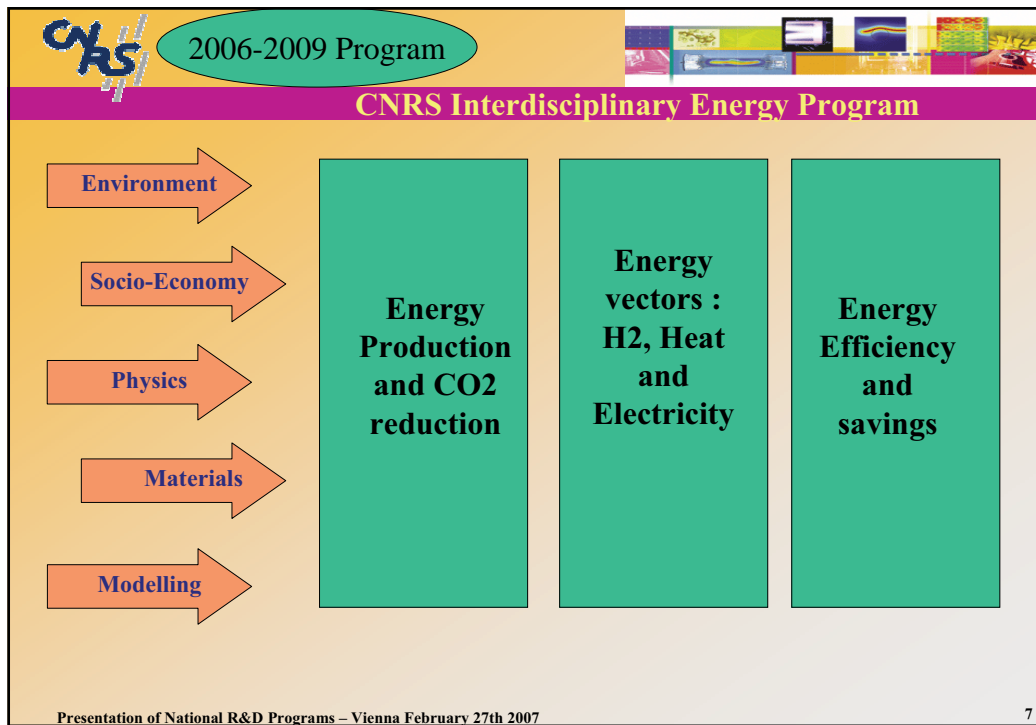 CNRS
2006-2009 Program
CNRS Interdisciplinary Energy Program
Environment
Socio-Economy
Physics
Materials
Modelling
Energy
Production
and CO2
reduction
Energy
vectors :
H2, Heat
and
Electricity
Energy
Efficiency
and
savings
Presentation of National R&D Programs – Vienna February 27th 2007
7